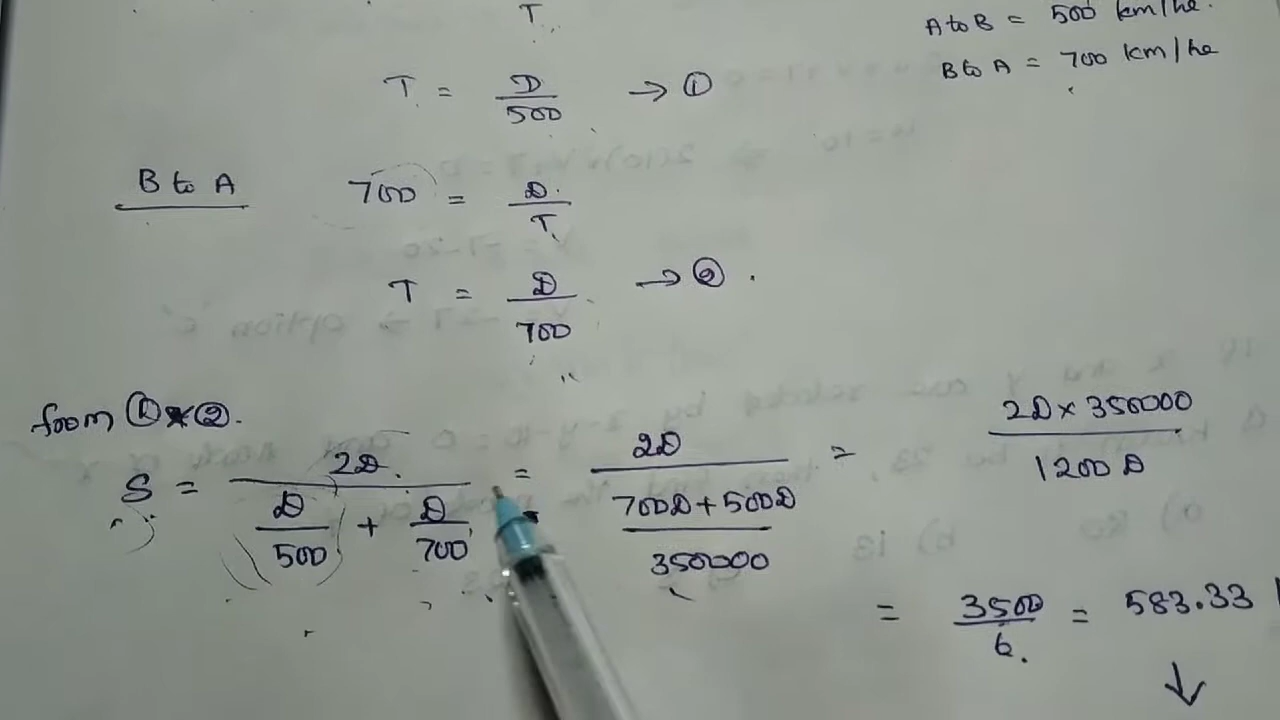 T
A to B = 500 km/hr.
B to A = 700 km/hr
T = D/500 → ①
B to A 700 = D/T
T = D/700 → ②.
from ① × ②.
S = 2D/(D/500 + D/700) = 2D/((700D + 500D)/350000) = 2D × 350000/1200D
= 3500/6. = 583.33
↓